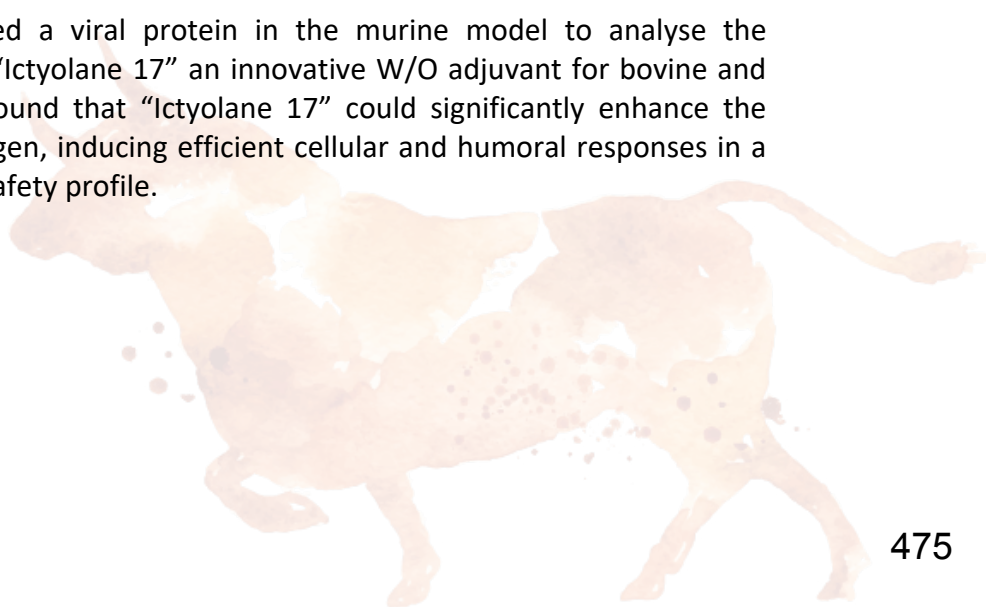 ed a viral protein in the murine model to analyse the
“Ictyolane 17” an innovative W/O adjuvant for bovine and
ound that “Ictyolane 17” could significantly enhance the
gen, inducing efficient cellular and humoral responses in a
afety profile.
475